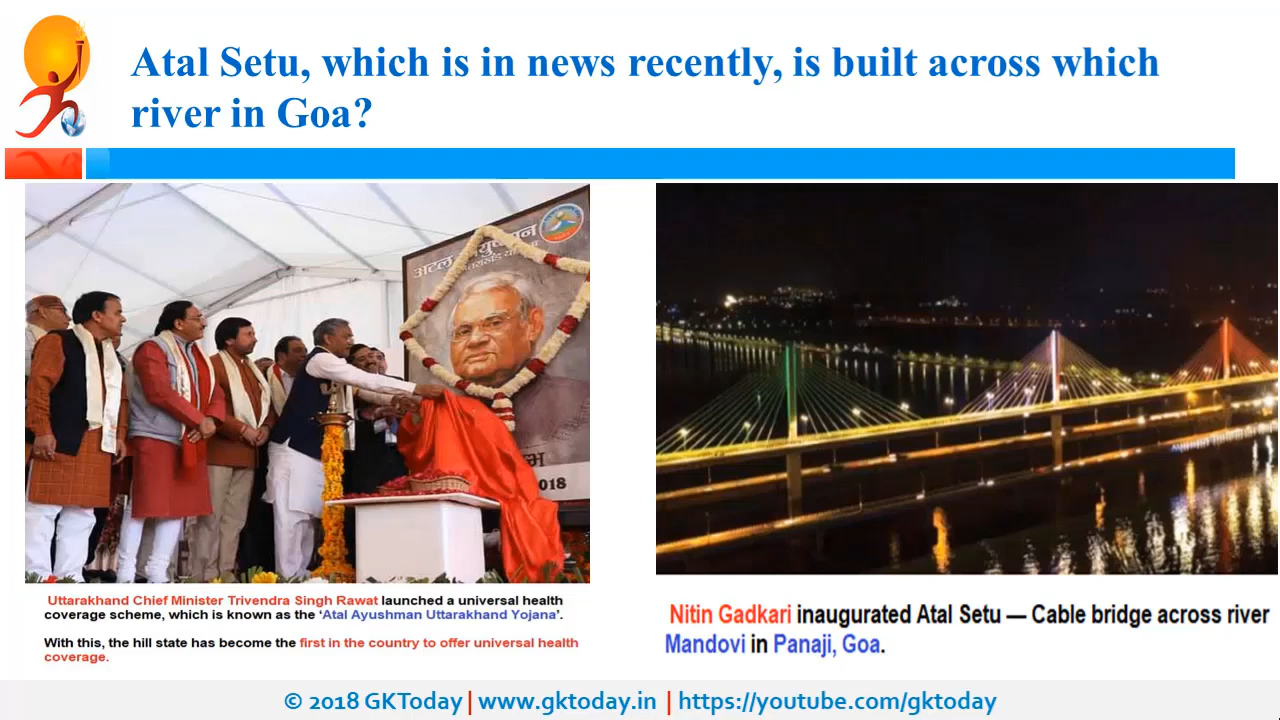 Atal Setu, which is in news recently, is built across which
river in Goa?
2018
Uttarakhand Chief Minister Trivendra Singh Rawat launched a universal health
coverage scheme, which is known as the ‘Atal Ayushman Uttarakhand Yojana’.
With this, the hill state has become the first in the country to offer universal health
coverage.
Nitin Gadkari inaugurated Atal Setu — Cable bridge across river
Mandovi in Panaji, Goa.
© 2018 GKToday | www.gktoday.in | https://youtube.com/gktoday